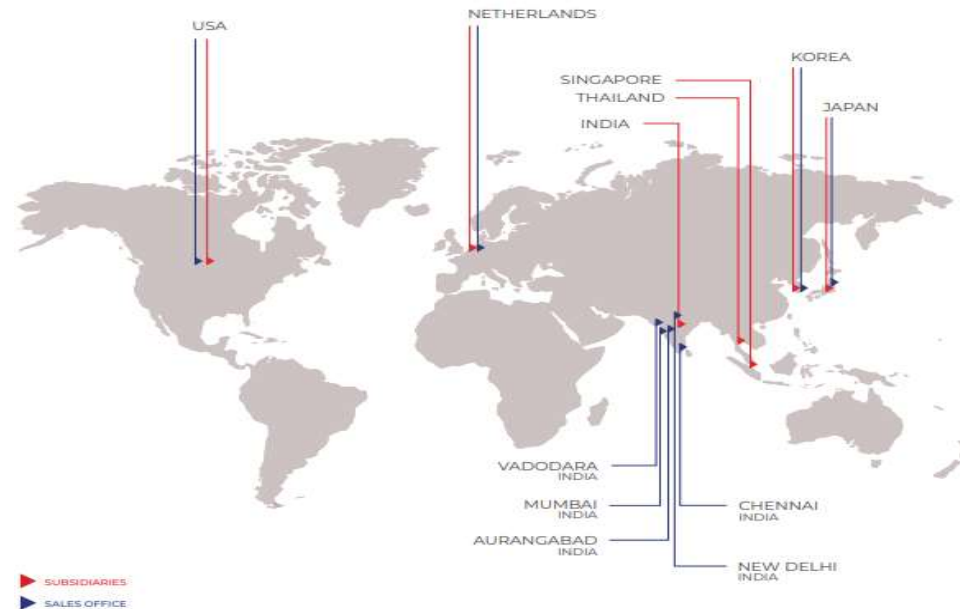 USA
NETHERLANDS
KOREA
SINGAPORE
THAILAND
JAPAN
INDIA
VADODARA
INDIA
MUMBAI
INDIA
CHENNAI
INDIA
AURANGABAD
INDIA
NEW DELHI
INDIA
SUBSIDIARIES
SALES OFFICE